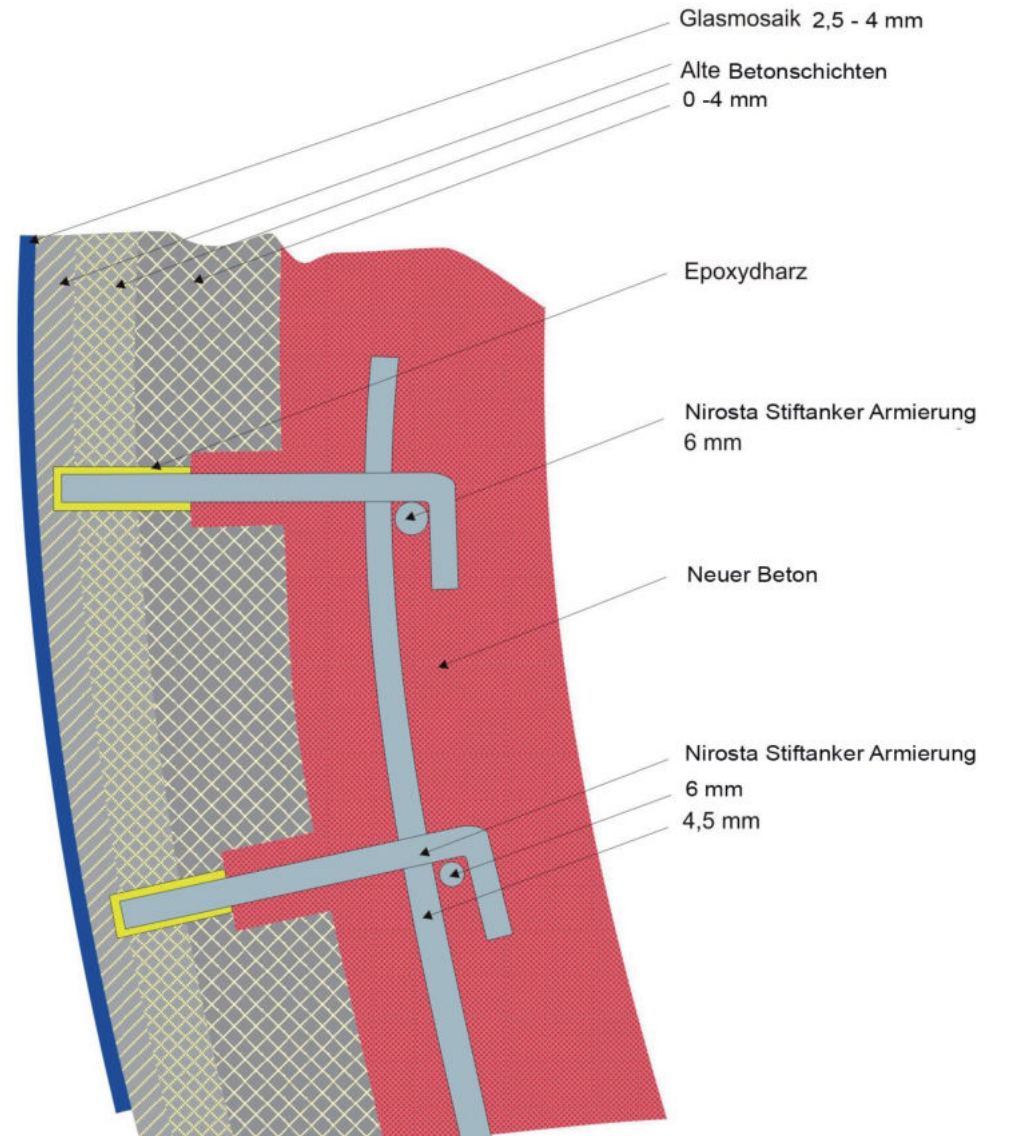 Glasmosaik 2,5 - 4 mm
Alte Betonschichten
0 -4 mm
Epoxydharz
Nirosta Stiftanker Armierung
6 mm
Neuer Beton
Nirosta Stiftanker Armierung
6 mm
4,5 mm